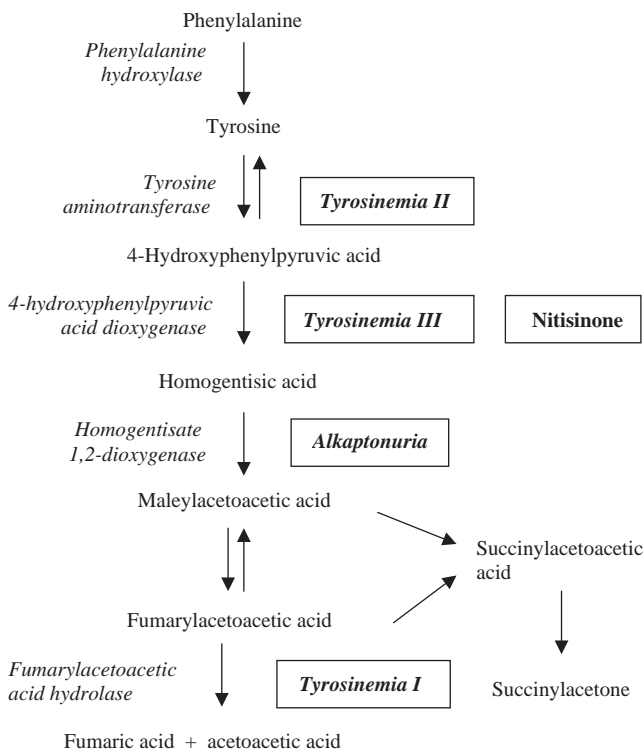 Phenylalanine
Phenylalanine
hydroxylase
Tyrosine
Tyrosine
aminotransferase
Tyrosinemia II
4-Hydroxyphenylpyruvic acid
4-hydroxyphenylpyruvic
acid dioxygenase
Tyrosinemia III
Nitisinone
Homogentisic acid
Homogentisate
1,2-dioxygenase
Alkaptonuria
Maleylacetoacetic acid
Succinylacetoacetic
acid
Fumarylacetoacetic acid
Fumarylacetoacetic
acid hydrolase
Tyrosinemia I
Succinylacetone
Fumaric acid + acetoacetic acid